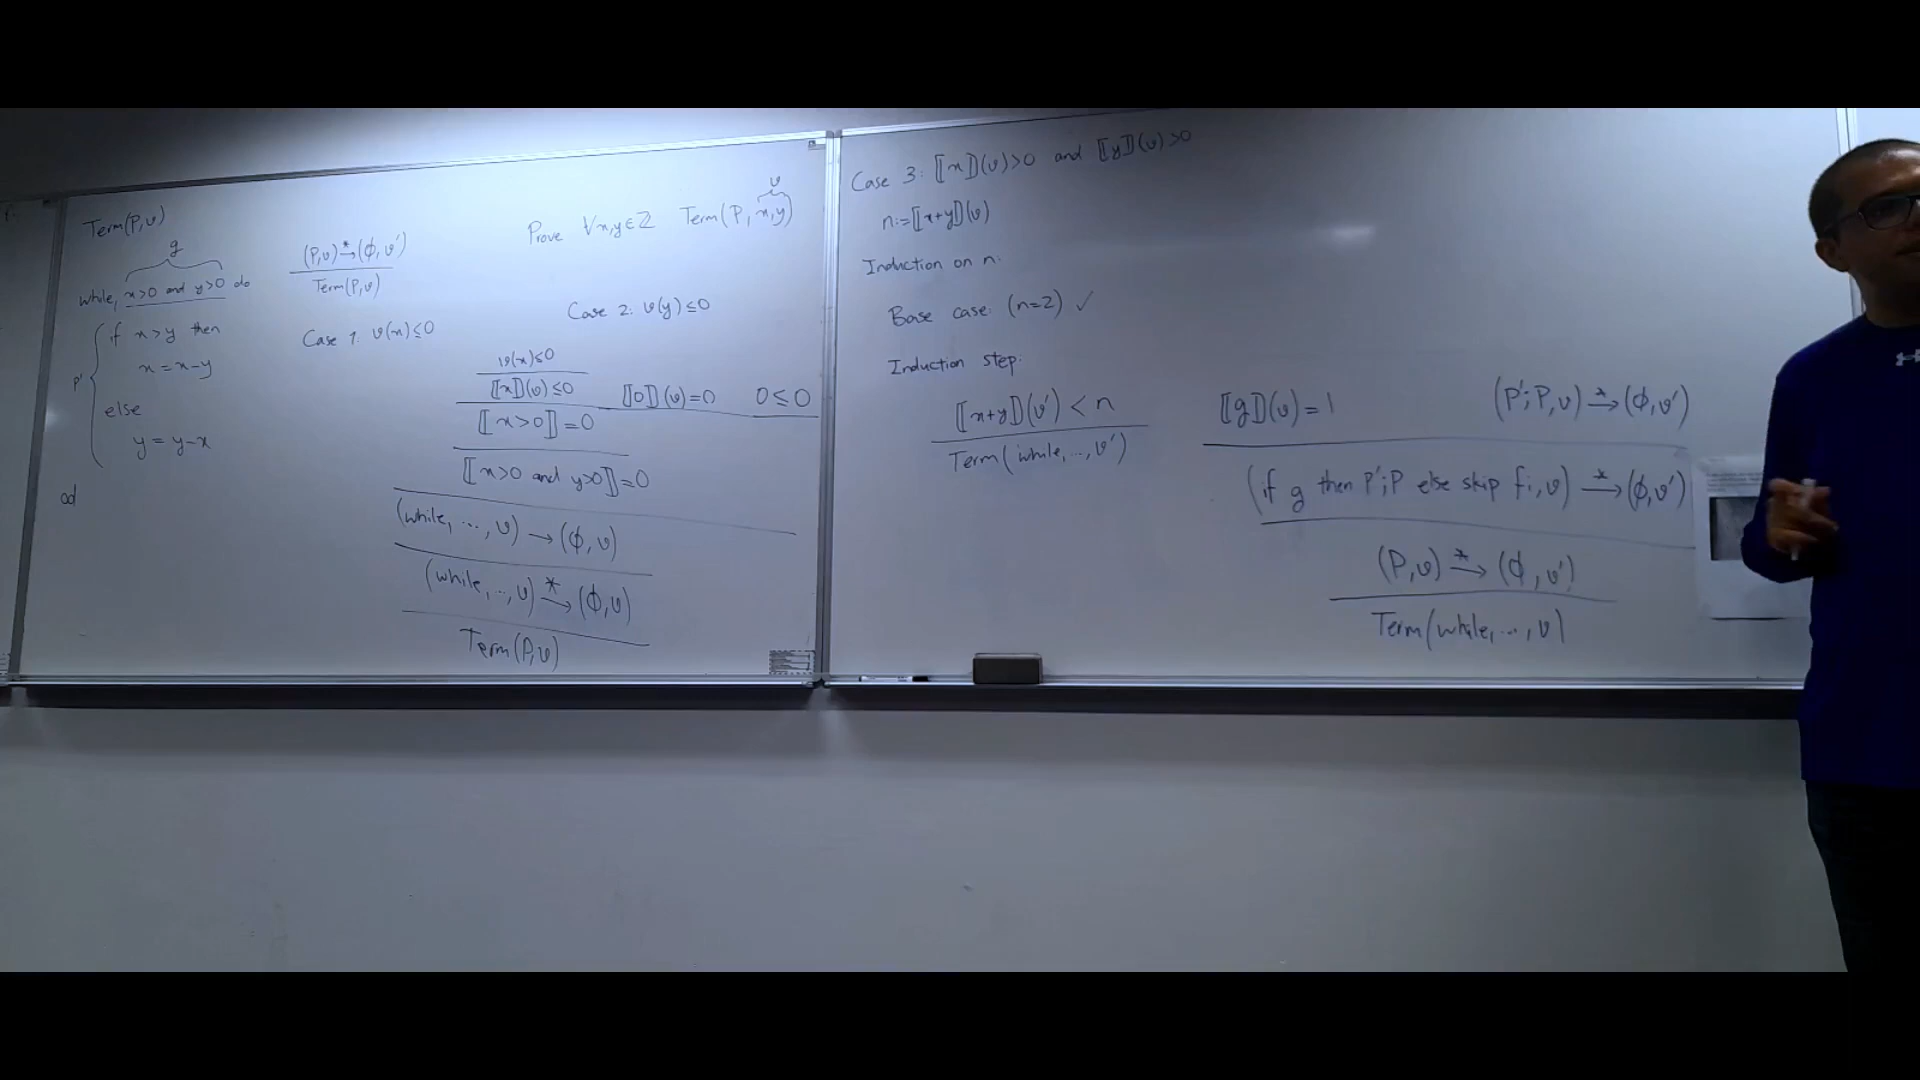 Term(P,v)
g
while, x>0 and y>0 do
P' { if x>y then
x = x-y
else
y = y-x
od
(P,v) →* (ϕ,v')
Term(P,v)
Prove ∀x,y∈ℤ Term(P, x,y)
v
Case 1: v(x)≤0
Case 2: v(y)≤0
v(x)≤0
⟦x⟧(v)≤0 ⟦0⟧(v)=0 0≤0
⟦x>0⟧=0
⟦x>0 and y>0⟧=0
(while, ..., v) → (ϕ,v)
(while, .., v) →* (ϕ,v)
Term(P,v)
Case 3: ⟦x⟧(v)>0 and ⟦y⟧(v)>0
n:=⟦x+y⟧(v)
Induction on n.
Base case: (n=2) ✓
Induction step:
⟦x+y⟧(v') < n
Term(while, .., v')
⟦g⟧(v)=1 (P';P,v) →* (ϕ,v')
(if g then P';P else skip fi,v) →* (ϕ,v')
(P,v) →* (ϕ,v')
Term(while, ..., v)